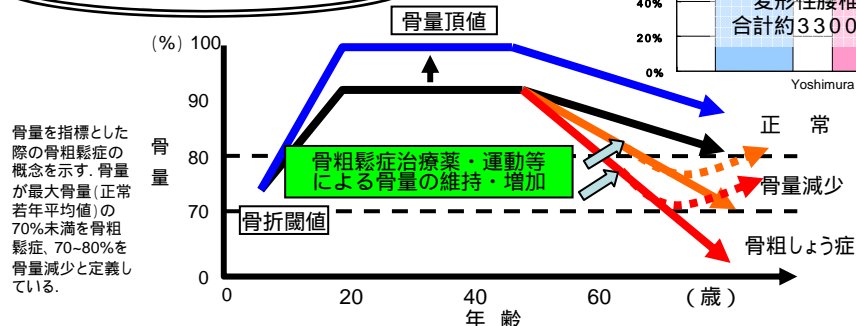 40%
変形性腰椎
合計約3300
20%
0%
Yoshimura
骨量頂値
(%)
100
90
80
70
0
骨量を指標とした
際の骨粗鬆症の
概念を示す. 骨量
が最大骨量(正常
若年平均値)の
70%未満を骨粗
鬆症、70~80%を
骨量減少と定義し
ている.
骨
量
骨粗鬆症治療薬・運動等
による骨量の維持・増加
骨折閾値
正 常
骨量減少
骨粗しょう症
0
20
40
60
(歳)
年 齢